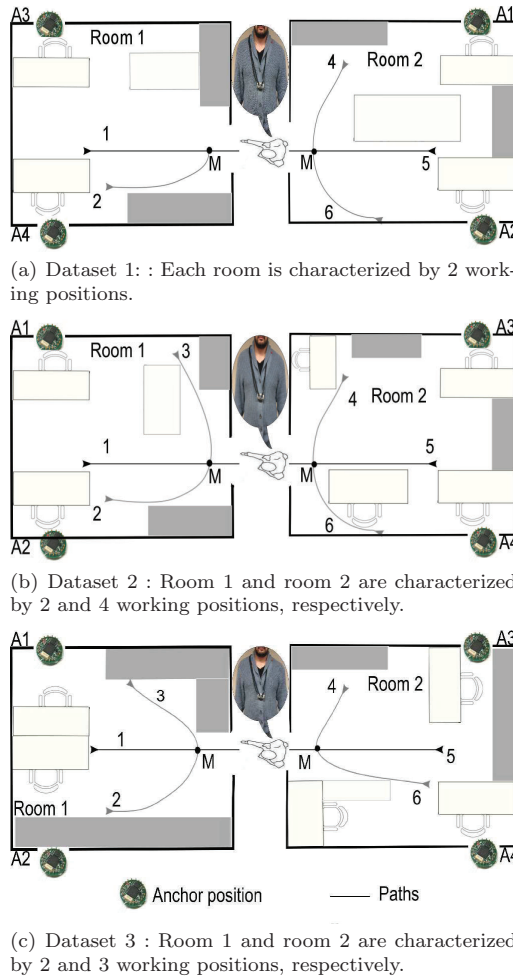 A3
A1
Room 1
Room 2
4
1
M
M
5
2
6
A4
A2
(a) Dataset 1: : Each room is characterized by 2 work-
ing positions.
A1
A3
Room 1
3
4
Room 2
1
5
M
M
2
6
A2
A4
(b) Dataset 2 : Room 1 and room 2 are characterized
by 2 and 4 working positions, respectively.
A1
A3
3
4
Room 2
1
M
M
5
2
6
Room 1
A2
A4
Anchor position
Paths
(c) Dataset 3 : Room 1 and room 2 are characterized
by 2 and 3 working positions, respectively.